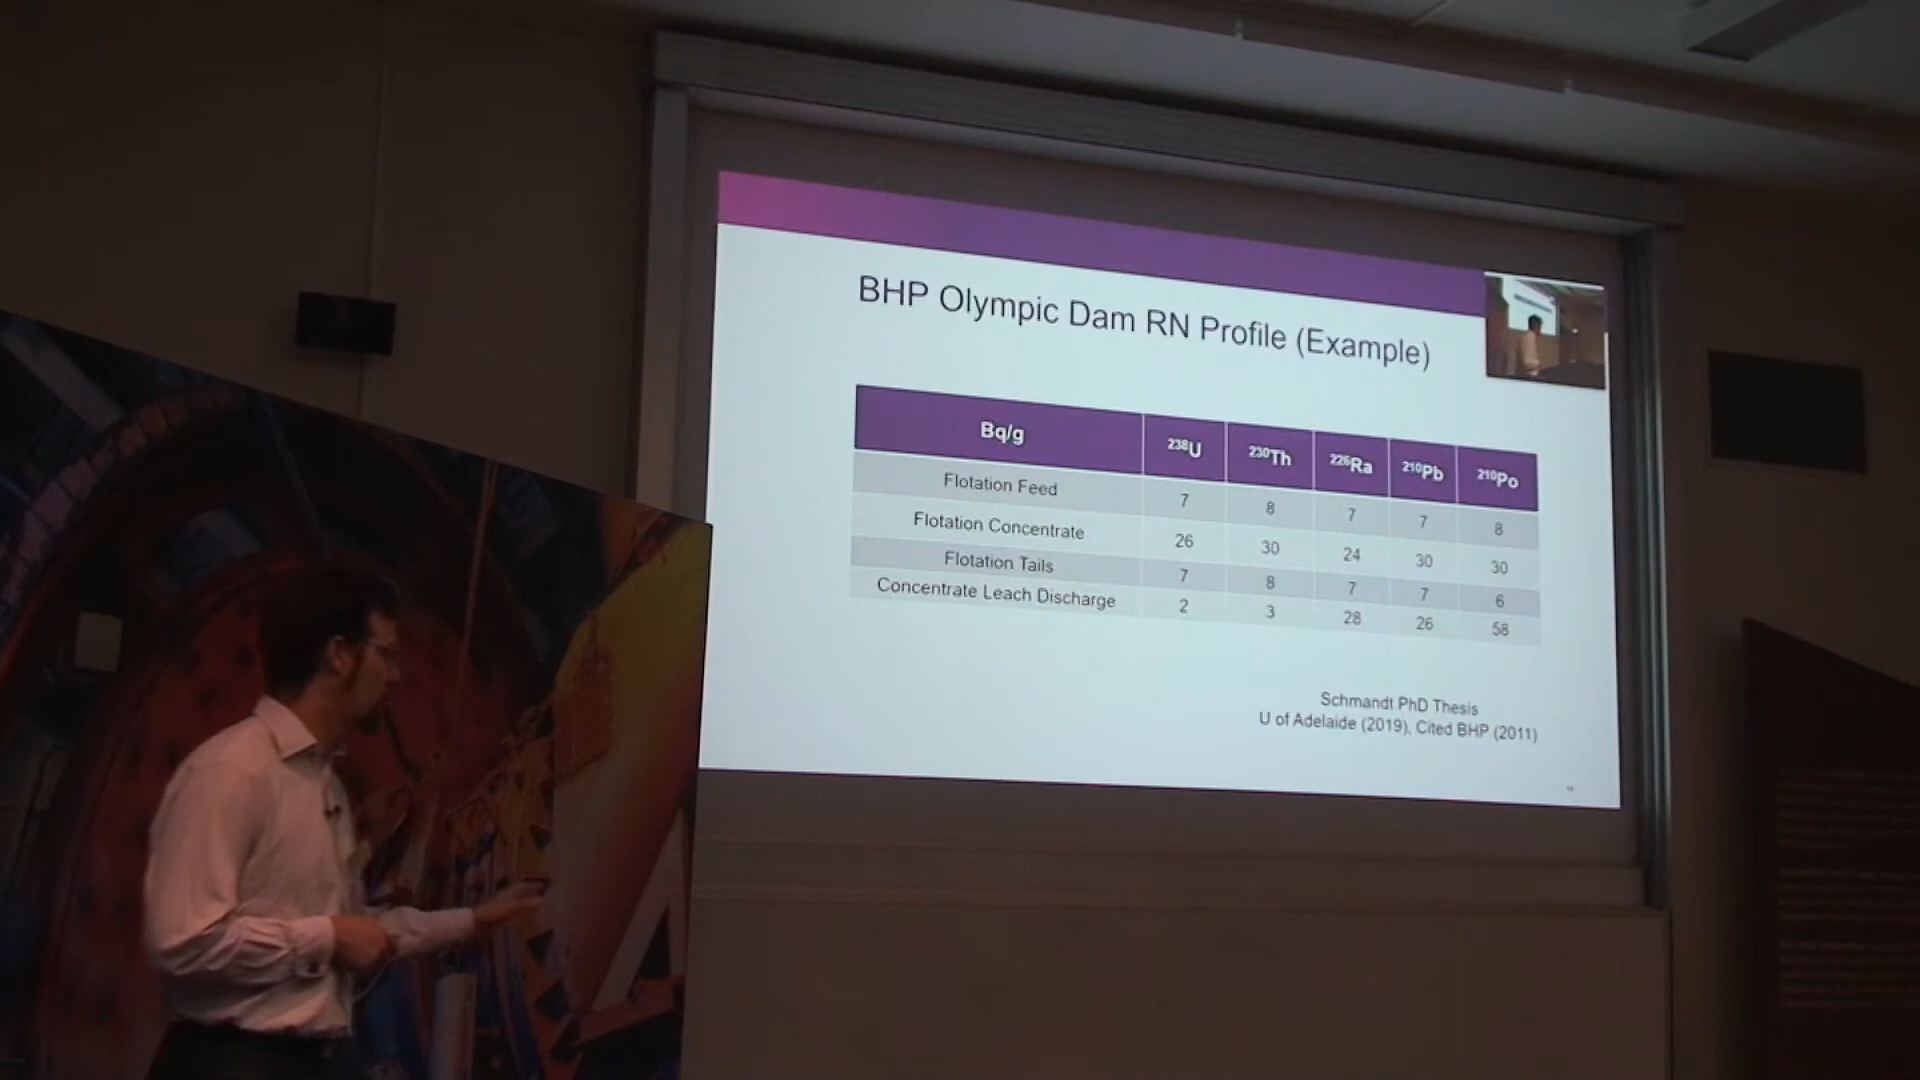 BHP Olympic Dam RN Profile (Example)
Bq/g 238U 230Th 226Ra 210Pb 210Po
Flotation Feed 7 8 7 7 8
Flotation Concentrate 26 30 24 30 30
Flotation Tails 7 8 7 7 6
Concentrate Leach Discharge 2 3 28 26 58
Schmandt PhD Thesis
U of Adelaide (2019), Cited BHP (2011)